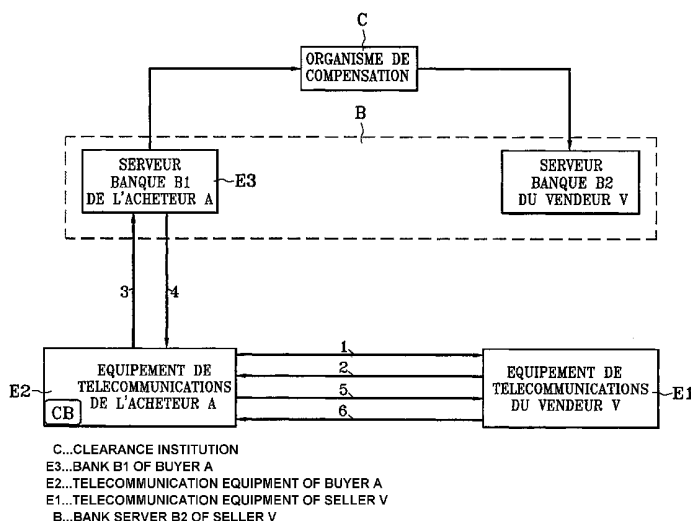 C
ORGANISME DE
COMPENSATION
B
SERVEUR
BANQUE B1
DE L'ACHETEUR A
E3
SERVEUR
BANQUE B2
DU VENDEUR V
3
4
1
2
5
6
E2
EQUIPEMENT DE
TELECOMMUNICATIONS
DE L'ACHETEUR A
CB
EQUIPEMENT DE
TELECOMMUNICATIONS
DU VENDEUR V
E1
C...CLEARANCE INSTITUTION
E3...BANK B1 OF BUYER A
E2...TELECOMMUNICATION EQUIPMENT OF BUYER A
E1...TELECOMMUNICATION EQUIPMENT OF SELLER V
B...BANK SERVER B2 OF SELLER V